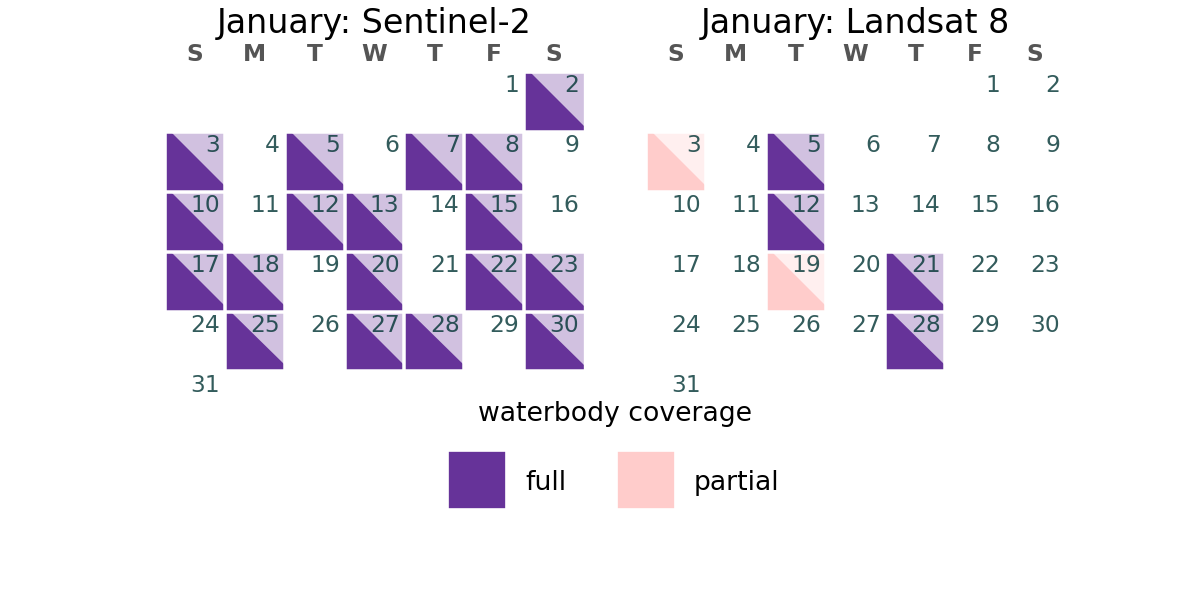 January: Sentinel-2
S M T W T F S
1 2
3 4 5 6 7 8 9
10 11 12 13 14 15 16
17 18 19 20 21 22 23
24 25 26 27 28 29 30
31
January: Landsat 8
S M T W T F S
1 2
3 4 5 6 7 8 9
10 11 12 13 14 15 16
17 18 19 20 21 22 23
24 25 26 27 28 29 30
31
waterbody coverage
full
partial